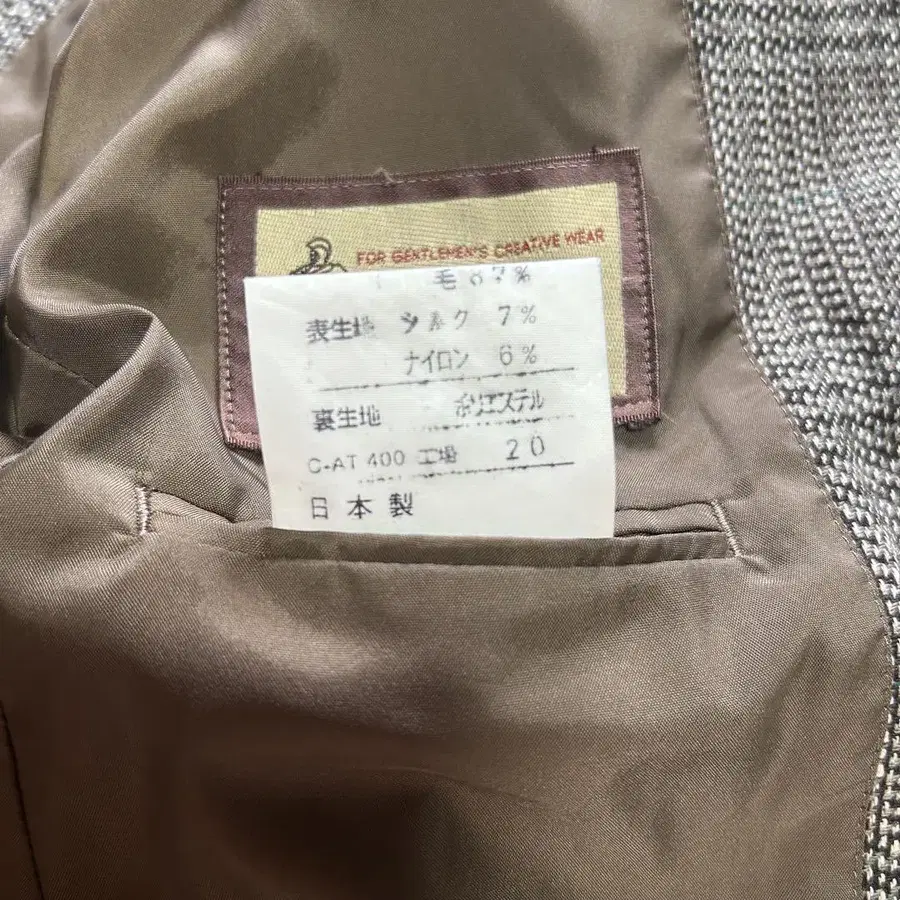 FOR GENTLEMEN'S CREATIVE WEAR
毛 87%
表生地 シルク 7%
ナイロン 6%
裏生地 ポリエステル
C-AT 400 工場 20
日本製